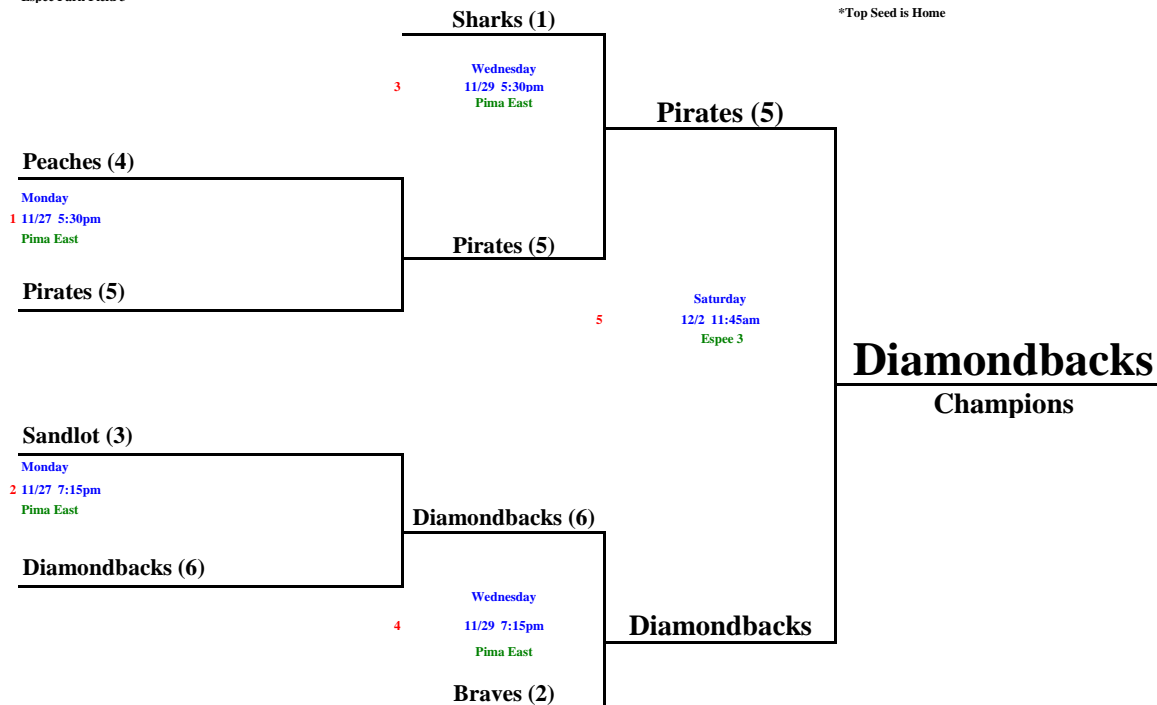 *Top Seed is Home
Sharks (1)
Wednesday
3 11/29 5:30pm
Pima East
Pirates (5)
Peaches (4)
Monday
1 11/27 5:30pm
Pima East
Pirates (5)
Pirates (5)
Saturday
5 12/2 11:45am
Espee 3
Diamondbacks
Champions
Sandlot (3)
Monday
2 11/27 7:15pm
Pima East
Diamondbacks (6)
Diamondbacks (6)
Wednesday
4 11/29 7:15pm
Pima East
Diamondbacks
Braves (2)